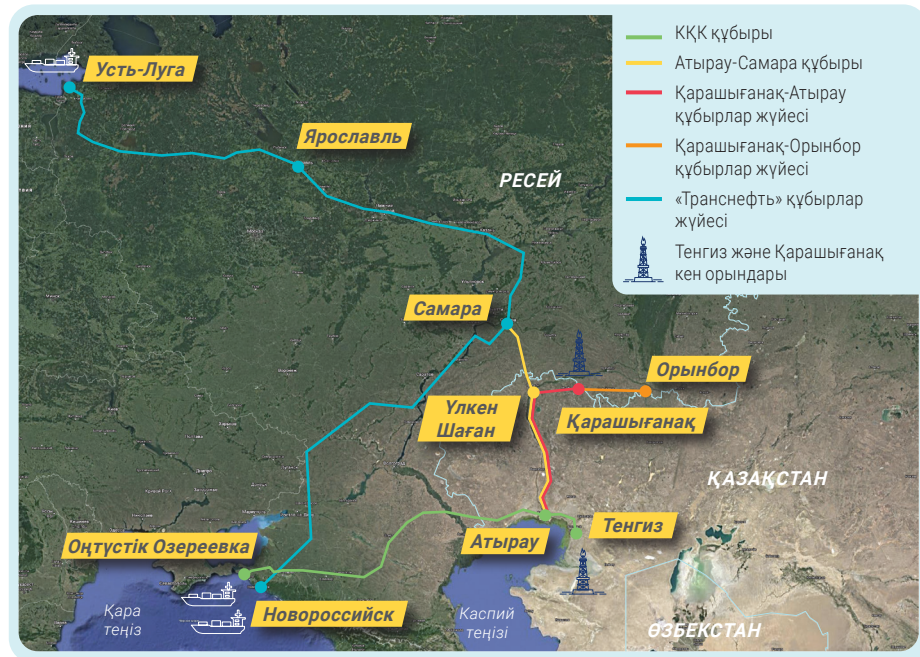 Усть-Луга
Ярославль
РЕСЕЙ
Самара
Орынбор
Үлкен
Шаған
Қарашығанақ
ҚАЗАҚСТАН
Тенгиз
Атырау
Оңтүстік Озереевка
Новороссийск
Қара
теңіз
Каспий
теңізі
ӨЗБЕКСТАН
КҚК құбыры
Атырау-Самара құбыры
Қарашығанақ-Атырау
құбырлар жүйесі
Қарашығанақ-Орынбор
құбырлар жүйесі
«Транснефть» құбырлар
жүйесі
Тенгиз және Қарашығанақ
кен орындары